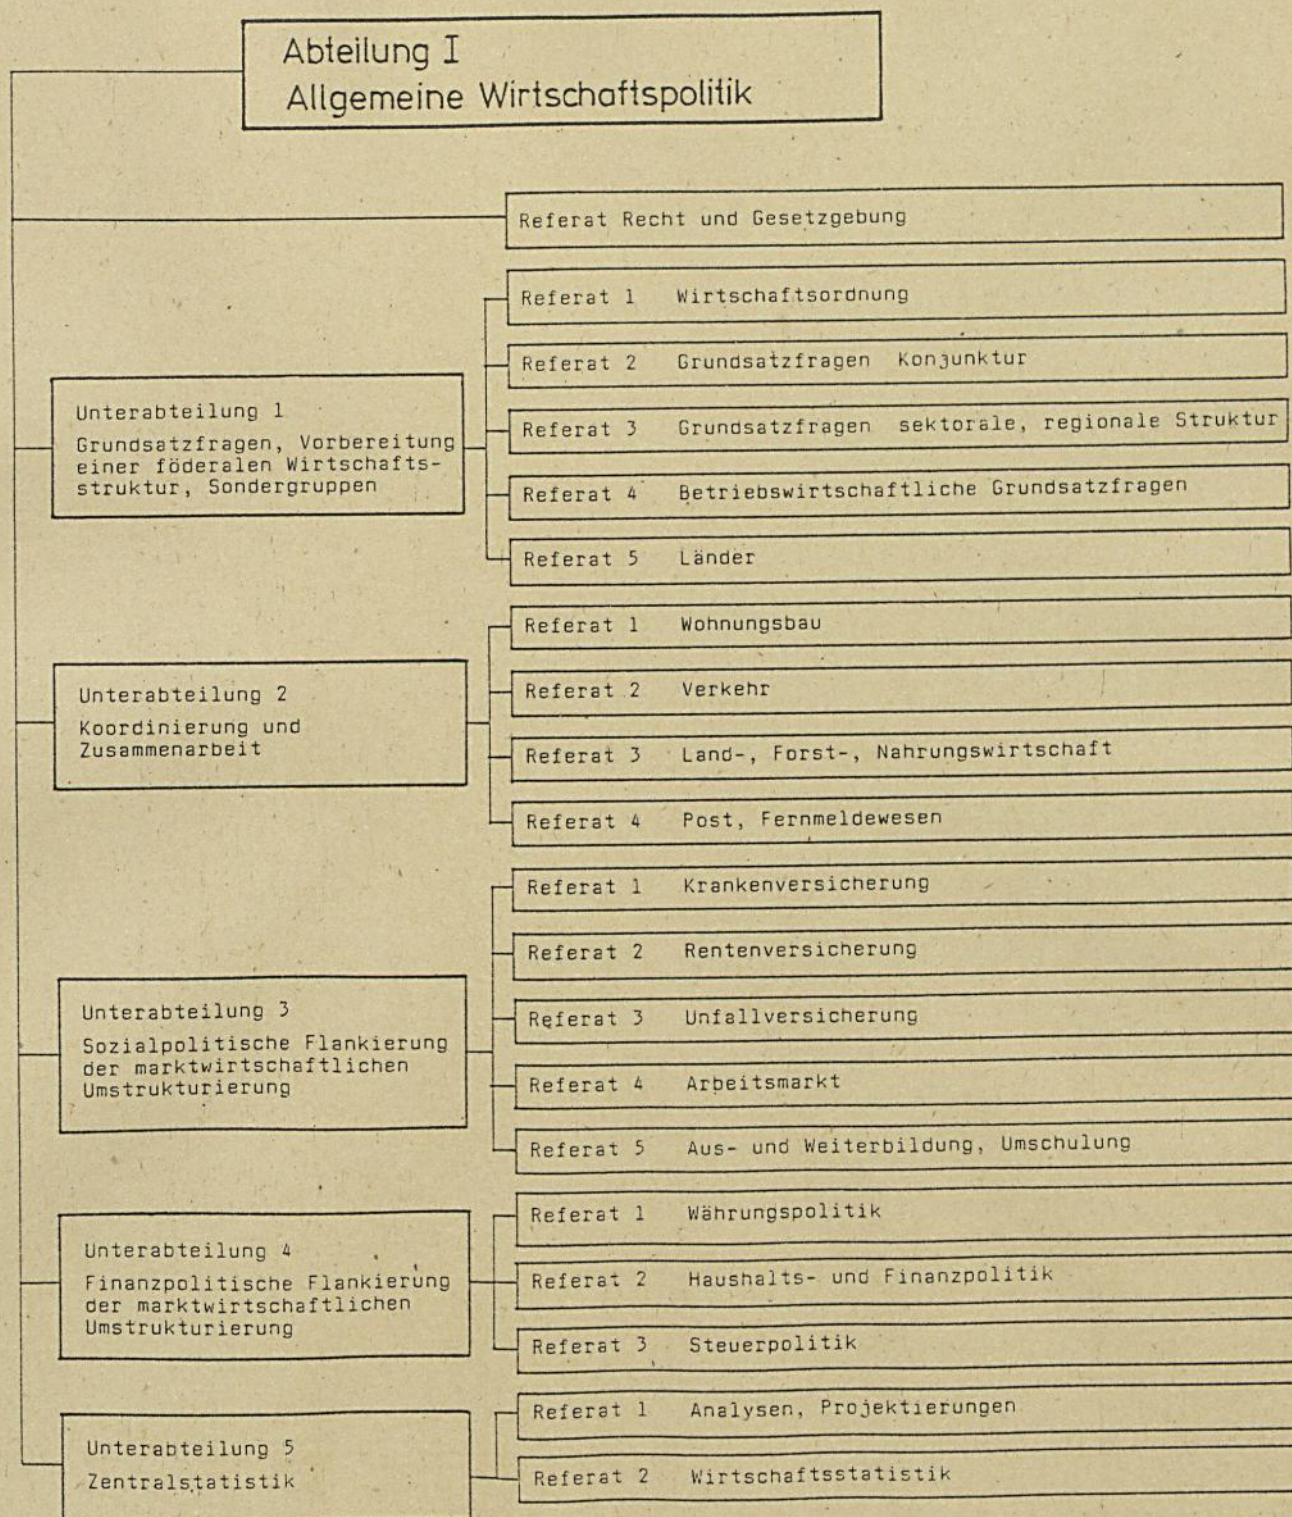 Abteilung I
Allgemeine Wirtschaftspolitik
Referat Recht und Gesetzgebung
Unterabteilung 1
Grundsatzfragen, Vorbereitung
einer föderalen Wirtschafts-
struktur, Sondergruppen
Referat 1 Wirtschaftsordnung
Referat 2 Grundsatzfragen Konjunktur
Referat 3 Grundsatzfragen sektorale, regionale Struktur
Referat 4 Betriebswirtschaftliche Grundsatzfragen
Referat 5 Länder
Unterabteilung 2
Koordinierung und
Zusammenarbeit
Referat 1 Wohnungsbau
Referat 2 Verkehr
Referat 3 Land-, Forst-, Nahrungswirtschaft
Referat 4 Post, Fernmeldewesen
Unterabteilung 3
Sozialpolitische Flankierung
der marktwirtschaftlichen
Umstrukturierung
Referat 1 Krankenversicherung
Referat 2 Rentenversicherung
Referat 3 Unfallversicherung
Referat 4 Arbeitsmarkt
Referat 5 Aus- und Weiterbildung, Umschulung
Unterabteilung 4
Finanzpolitische Flankierung
der marktwirtschaftlichen
Umstrukturierung
Referat 1 Währungspolitik
Referat 2 Haushalts- und Finanzpolitik
Referat 3 Steuerpolitik
Unterabteilung 5
Zentralstatistik
Referat 1 Analysen, Projektierungen
Referat 2 Wirtschaftsstatistik